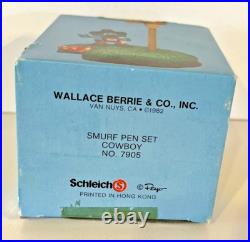 WALLACE BERRIE & CO., INC.
VAN NUYS, CA • ©1982
SMURF PEN SET
COWBOY
NO. 7905
Schleich S
© Peyo
PRINTED IN HONG KONG